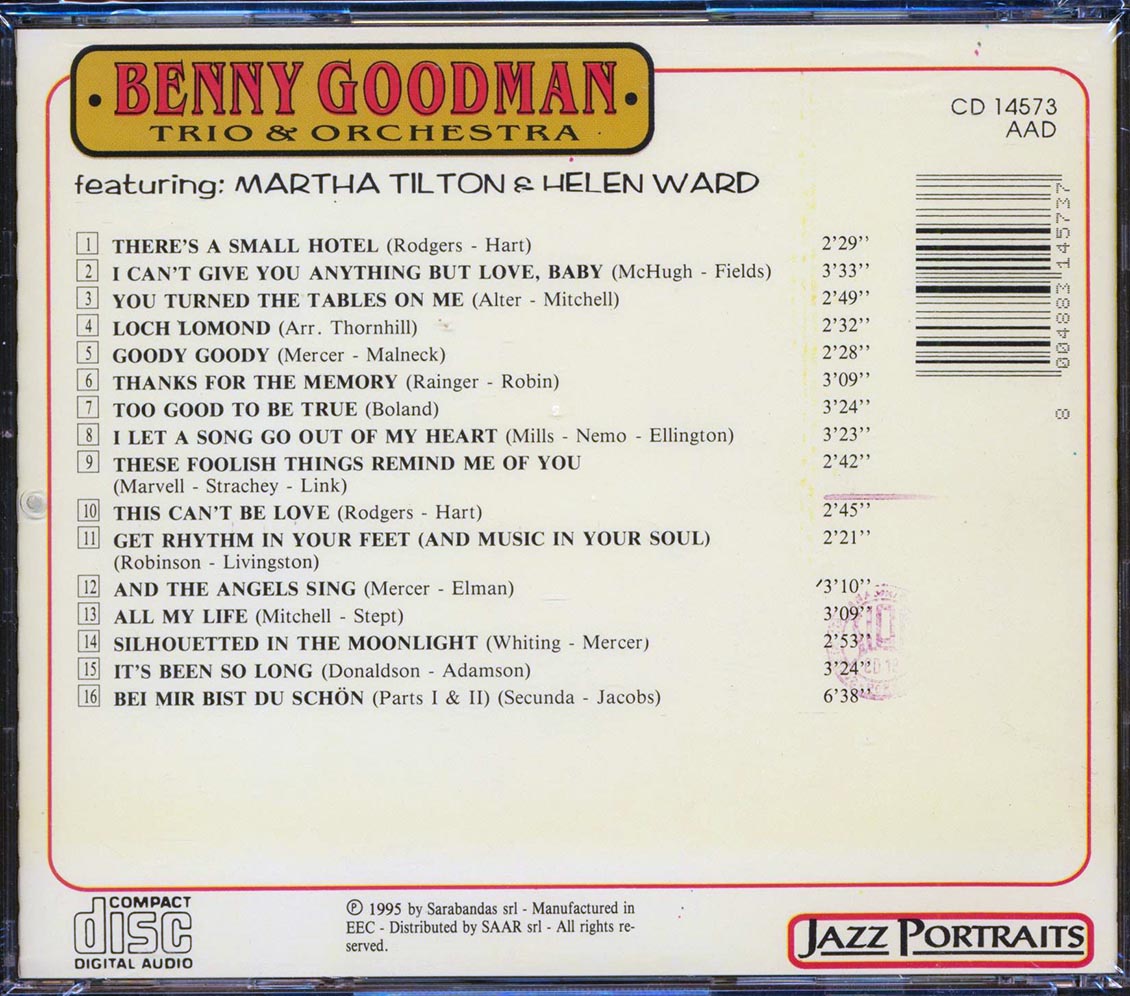 • BENNY GOODMAN •
TRIO & ORCHESTRA
CD 14573
AAD
featuring: MARTHA TILTON & HELEN WARD
1 THERE'S A SMALL HOTEL (Rodgers - Hart) 2'29''
2 I CAN'T GIVE YOU ANYTHING BUT LOVE, BABY (McHugh - Fields) 3'33''
3 YOU TURNED THE TABLES ON ME (Alter - Mitchell) 2'49''
4 LOCH LOMOND (Arr. Thornhill) 2'32''
5 GOODY GOODY (Mercer - Malneck) 2'28''
6 THANKS FOR THE MEMORY (Rainger - Robin) 3'09''
7 TOO GOOD TO BE TRUE (Boland) 3'24''
8 I LET A SONG GO OUT OF MY HEART (Mills - Nemo - Ellington) 3'23''
9 THESE FOOLISH THINGS REMIND ME OF YOU 2'42''
(Marvell - Strachey - Link)
10 THIS CAN'T BE LOVE (Rodgers - Hart) 2'45''
11 GET RHYTHM IN YOUR FEET (AND MUSIC IN YOUR SOUL) 2'21''
(Robinson - Livingston)
12 AND THE ANGELS SING (Mercer - Elman) 3'10''
13 ALL MY LIFE (Mitchell - Stept) 3'09''
14 SILHOUETTED IN THE MOONLIGHT (Whiting - Mercer) 2'53''
15 IT'S BEEN SO LONG (Donaldson - Adamson) 3'24''
16 BEI MIR BIST DU SCHÖN (Parts I & II) (Secunda - Jacobs) 6'38''
8 004883 145737
COMPACT
disc
DIGITAL AUDIO
℗ 1995 by Sarabandas srl - Manufactured in
EEC - Distributed by SAAR srl - All rights re-
served.
JAZZ PORTRAITS